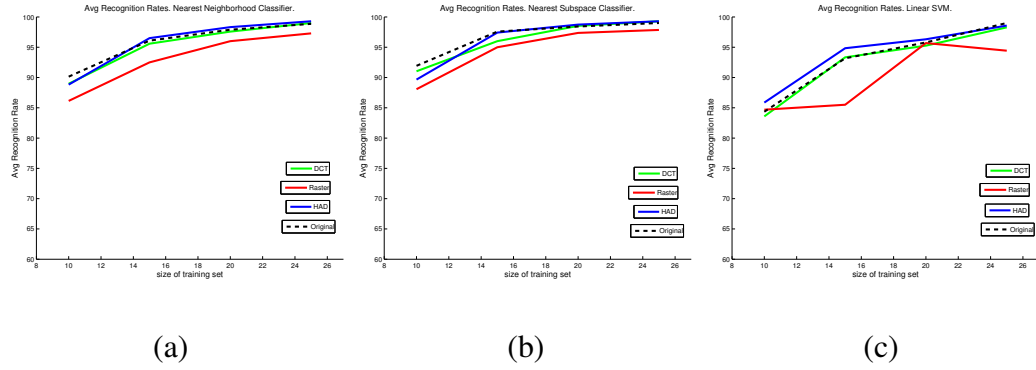 Avg Recognition Rates. Nearest Neighborhood Classifier.
100
95
90
85
80
75
70
65
60
Avg Recognition Rate
8 10 12 14 16 18 20 22 24 26
size of training set
DCT
Raster
HAD
Original
(a)
Avg Recognition Rates. Nearest Subspace Classifier.
100
95
90
85
80
75
70
65
60
Avg Recognition Rate
8 10 12 14 16 18 20 22 24 26
size of training set
DCT
Raster
HAD
Original
(b)
Avg Recognition Rates. Linear SVM.
100
95
90
85
80
75
70
65
60
Avg Recognition Rate
8 10 12 14 16 18 20 22 24 26
size of training set
DCT
Raster
HAD
Original
(c)